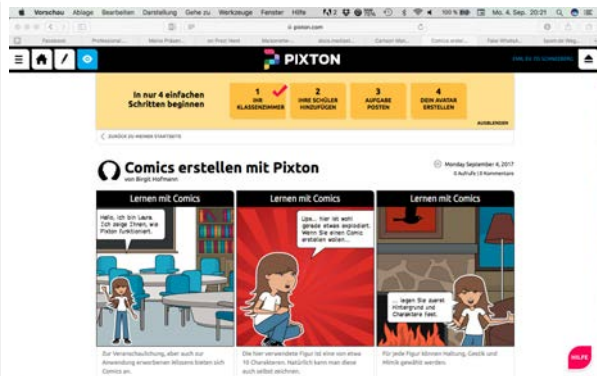 Vorschau Ablage Bearbeiten Darstellung Gehe zu Werkzeuge Fenster Hilfe 100 % Mo. 4. Sep. 20:21
pixton.com
Facebook
PIXTON
In nur 4 einfachen
Schritten beginnen
1
IHR
KLASSENZIMMER
2
IHRE SCHÜLER
HINZUFÜGEN
3
AUFGABE
POSTEN
4
DEIN AVATAR
ERSTELLEN
AUSBLENDEN
ZURÜCK ZU MEINER STARTSEITE
Comics erstellen mit Pixton
von Birgit Hofmann
Monday September 4, 2017
0 Aufrufe | 0 Kommentare
Lernen mit Comics
Hallo, ich bin Laura.
Ich zeige Ihnen, wie
Pixton funktioniert.
Zur Veranschaulichung, aber auch zur
Anwendung erworbenen Wissens bieten sich
Comics an.
Lernen mit Comics
Ups... hier ist wohl
gerade etwas explodiert.
Wenn Sie einen Comic
erstellen wollen...
Die hier verwendete Figur ist eine von etwa
10 Charakteren. Natürlich kann man diese
auch selbst zeichnen.
Lernen mit Comics
... legen Sie zuerst
Hintergrund und
Charaktere fest.
Für jede Figur können Haltung, Gestik und
Mimik gewählt werden.
HILFE